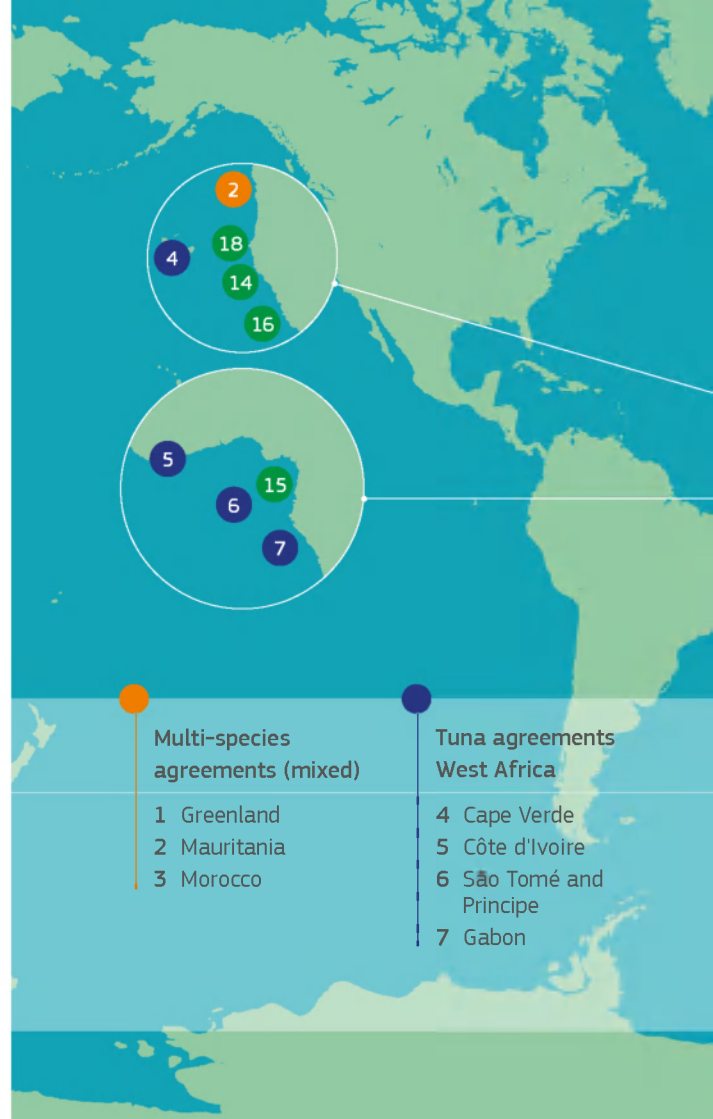 2
18
4
14
16
5
15
6
7
Multi-species
agreements (mixed)
1 Greenland
2 Mauritania
3 Morocco
Tuna agreements
West Africa
4 Cape Verde
5 Côte d'Ivoire
6 São Tomé and
Principe
7 Gabon